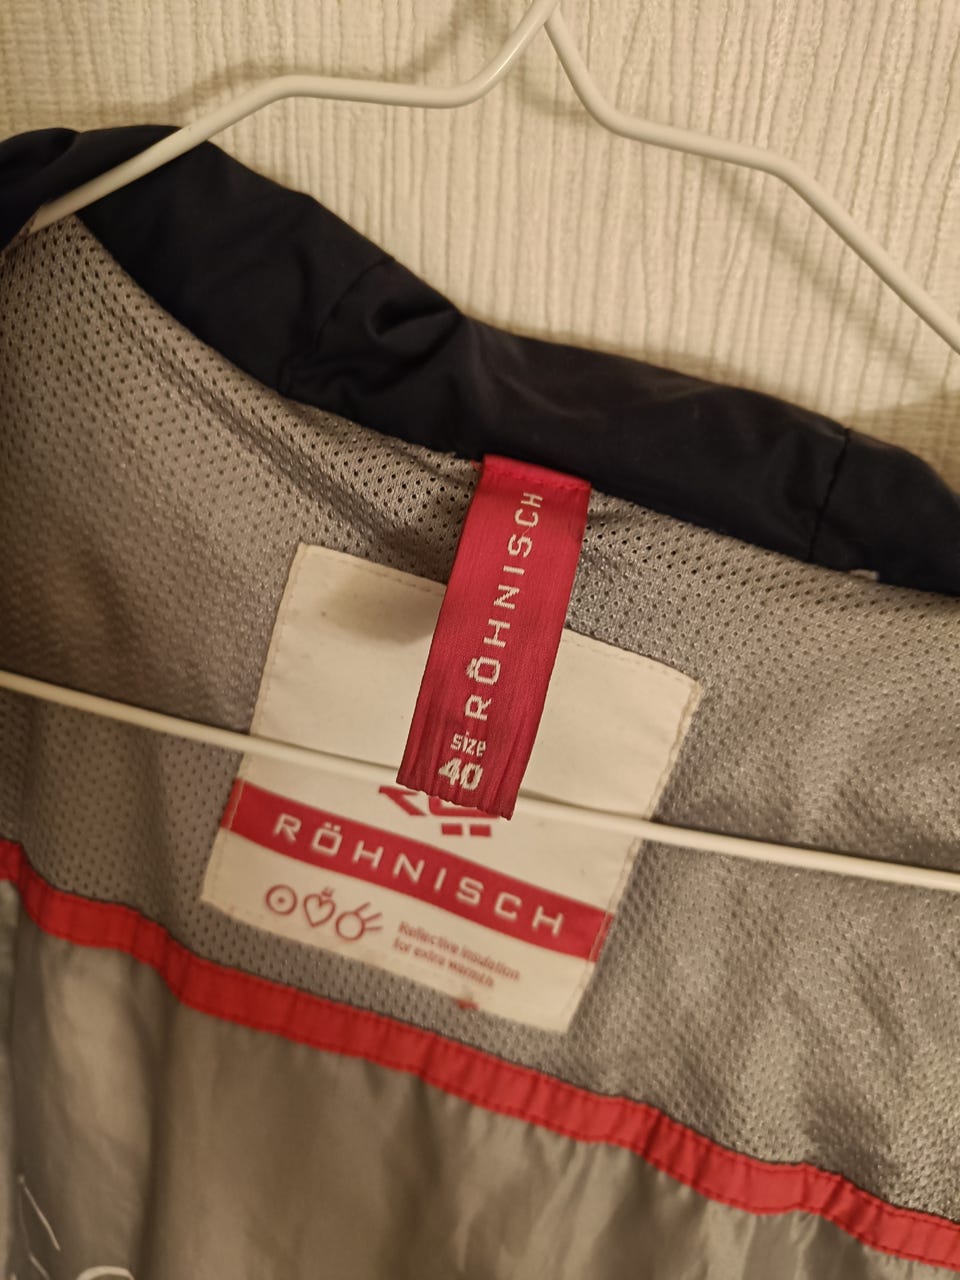 RÖHNISCH
size
40
RÖHNISCH
Reflective insulation
for extra warmth